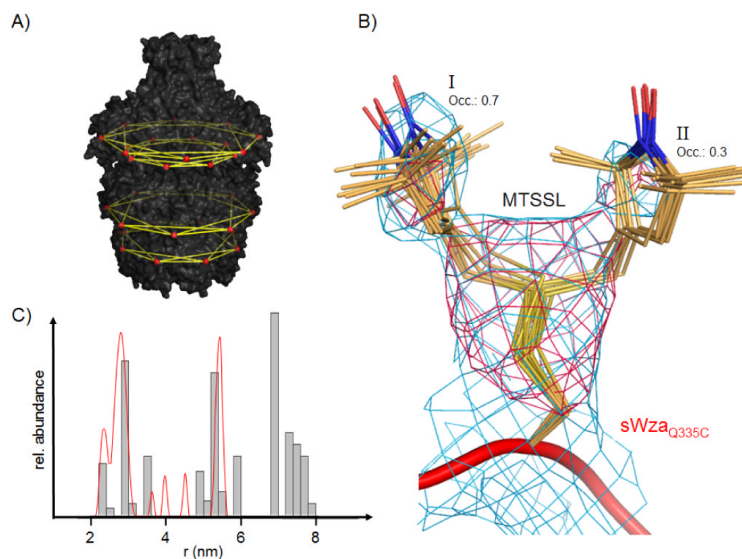 A)
B)
I
Occ.: 0.7
II
Occ.: 0.3
MTSSL
sWzaQ335C
C)
rel. abundance
2 4 6 8
r (nm)